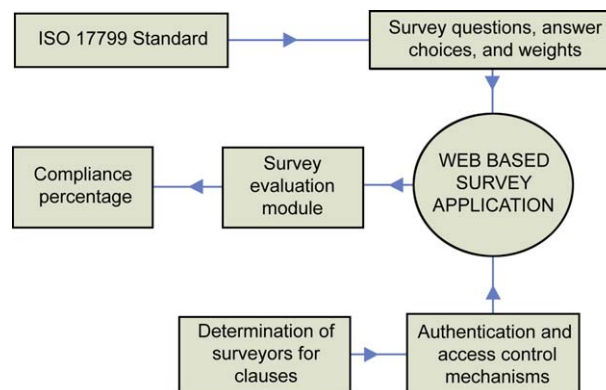 ISO 17799 Standard
Survey questions, answer
choices, and weights
Compliance
percentage
Survey
evaluation
module
WEB BASED
SURVEY
APPLICATION
Determination of
surveyors for
clauses
Authentication and
access control
mechanisms